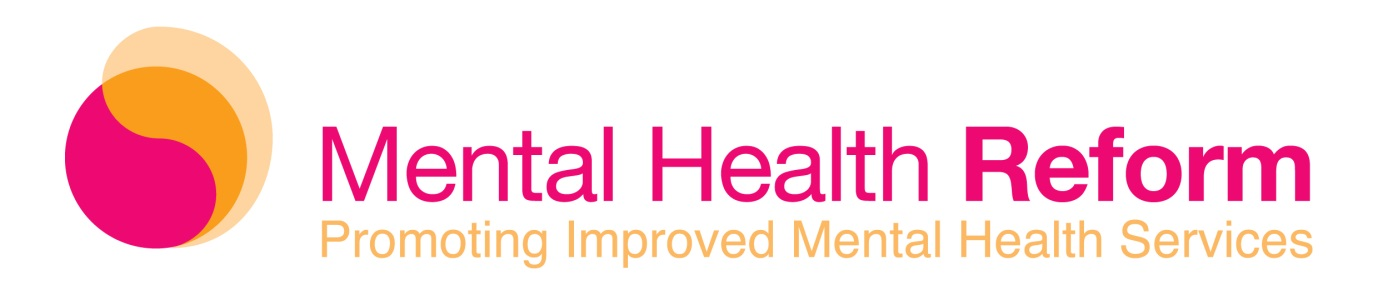 Mental Health Reform
Promoting Improved Mental Health Services